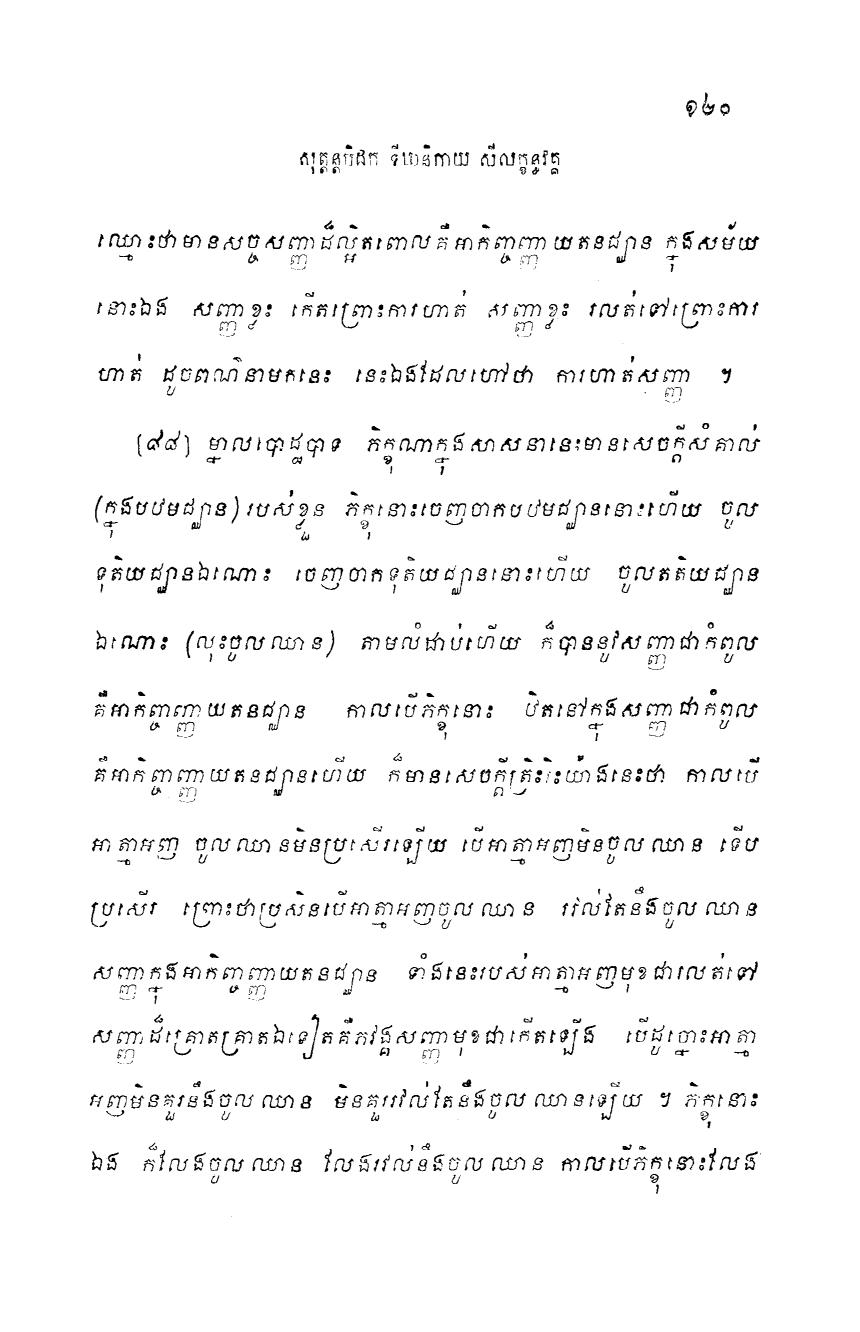 ១៦០
សុត្តន្តបិដក ទីឃនិកាយ សីលក្ខន្ធវគ្គ
ឈ្មោះថាមានសច្ចសញ្ញាដ៏ល្អិតពោលគឺអាកិញ្ចញ្ញាយតនជ្ឈាន ក្នុងសម័យ
នោះឯង សញ្ញាខ្លះ កើតព្រោះការហាត់ សញ្ញាខ្លះ រលត់ទៅព្រោះការ
ហាត់ ដូចពណ៌នាមកនេះ នេះឯងដែលហៅថា ការហាត់សញ្ញា ។
[៨៨] ម្នាលបោដ្ឋបាទ ភិក្ខុណាក្នុងសាសនានេះមានសេចក្តីសំគាល់
(ក្នុងបឋមជ្ឈាន) របស់ខ្លួន ភិក្ខុនោះចេញចាកបឋមជ្ឈាននោះហើយ ចូល
ទុតិយជ្ឈានឯណោះ ចេញចាកទុតិយជ្ឈាននោះហើយ ចូលតតិយជ្ឈាន
ឯណោះ (លុះចូលឈាន) តាមលំដាប់ហើយ ក៏បាននូវសញ្ញាជាកំពូល
គឺអាកិញ្ចញ្ញាយតនជ្ឈាន កាលបើភិក្ខុនោះ ឋិតនៅក្នុងសញ្ញាជាកំពូល
គឺអាកិញ្ចញ្ញាយតនជ្ឈានហើយ ក៏មានសេចក្តីត្រិះរិះយ៉ាងនេះថា កាលបើ
អាត្មាអញ ចូលឈានមិនប្រសើរឡើយ បើអាត្មាអញមិនចូលឈាន ទើប
ប្រសើរ ព្រោះថាប្រសិនបើអាត្មាអញចូលឈាន រវល់តែនឹងចូលឈាន
សញ្ញាក្នុងអាកិញ្ចញ្ញាយតនជ្ឈាន ទាំងនេះរបស់អាត្មាអញមុខជារលត់ទៅ
សញ្ញាដ៏គ្រោតគ្រាតឯទៀតគឺភវង្គសញ្ញាមុខជាកើតឡើង បើដូច្នោះអាត្មា
អញមិនគួរនឹងចូលឈាន មិនគួររវល់តែនឹងចូលឈានឡើយ ។ ភិក្ខុនោះ
ឯង ក៏លែងចូលឈាន លែងរវល់នឹងចូលឈាន កាលបើភិក្ខុនោះលែង